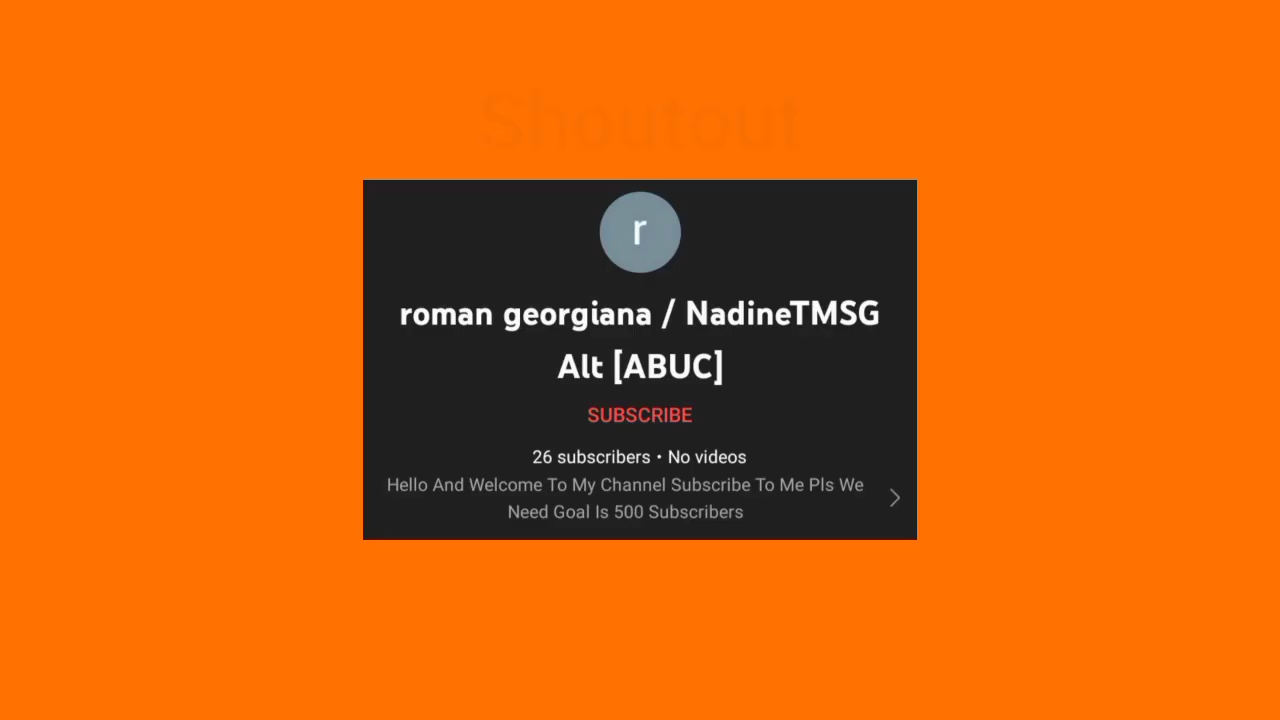 Shoutout
r
roman georgiana / NadineTMSG
Alt [ABUC]
SUBSCRIBE
26 subscribers • No videos
Hello And Welcome To My Channel Subscribe To Me Pls We
Need Goal Is 500 Subscribers